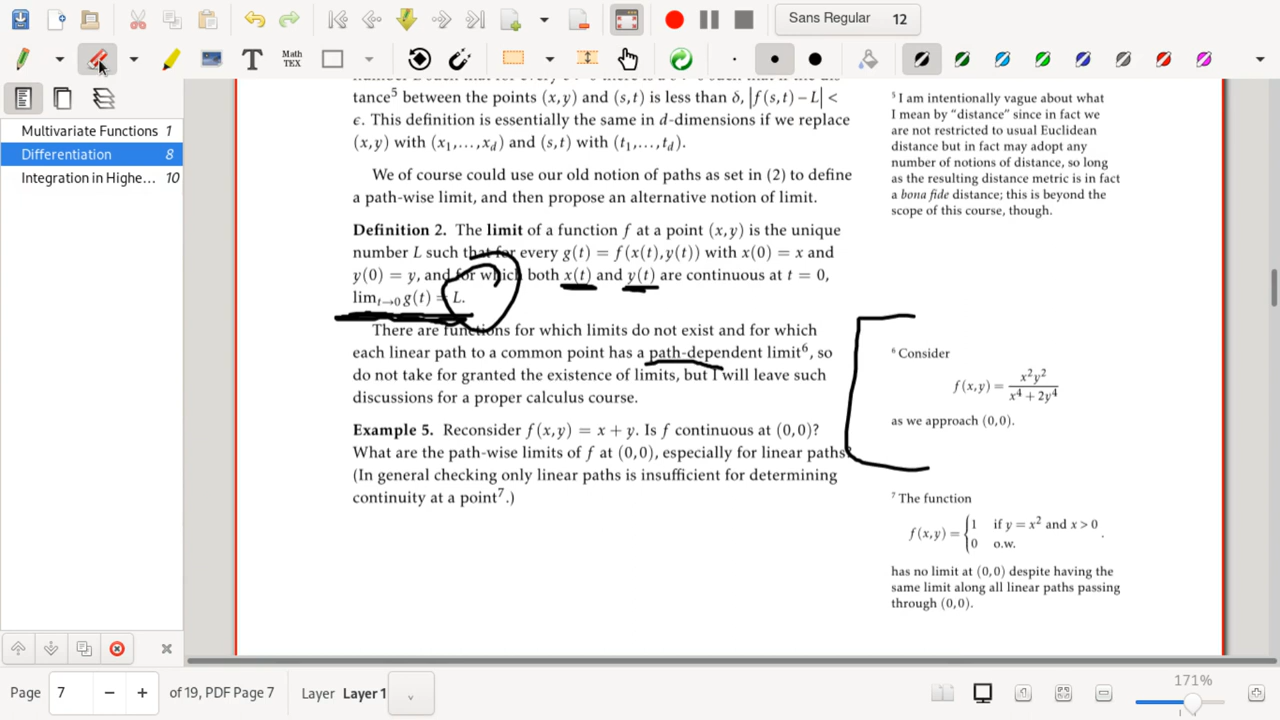 Sans Regular 12
Math
TEX
Multivariate Functions 1
Differentiation 8
Integration in Highe... 10
tance⁵ between the points (x,y) and (s,t) is less than δ, |f(s,t) − L| <
ϵ. This definition is essentially the same in d-dimensions if we replace
(x,y) with (x₁,...,x_d) and (s,t) with (t₁,...,t_d).
We of course could use our old notion of paths as set in (2) to define
a path-wise limit, and then propose an alternative notion of limit.
Definition 2. The limit of a function f at a point (x,y) is the unique
number L such that for every g(t) = f(x(t),y(t)) with x(0) = x and
y(0) = y, and for which both x(t) and y(t) are continuous at t = 0,
lim_{t→0} g(t) = L.
There are functions for which limits do not exist and for which
each linear path to a common point has a path-dependent limit⁶, so
do not take for granted the existence of limits, but I will leave such
discussions for a proper calculus course.
Example 5. Reconsider f(x,y) = x + y. Is f continuous at (0,0)?
What are the path-wise limits of f at (0,0), especially for linear paths?
(In general checking only linear paths is insufficient for determining
continuity at a point⁷.)
⁵ I am intentionally vague about what
I mean by “distance” since in fact we
are not restricted to usual Euclidean
distance but in fact may adopt any
number of notions of distance, so long
as the resulting distance metric is in fact
a bona fide distance; this is beyond the
scope of this course, though.
⁶ Consider
f(x,y) = x²y² / x⁴ + 2y⁴
as we approach (0,0).
⁷ The function
f(x,y) = {1 if y = x² and x > 0
0 o.w. .
has no limit at (0,0) despite having the
same limit along all linear paths passing
through (0,0).
Page 7 of 19, PDF Page 7 Layer Layer 1
171%